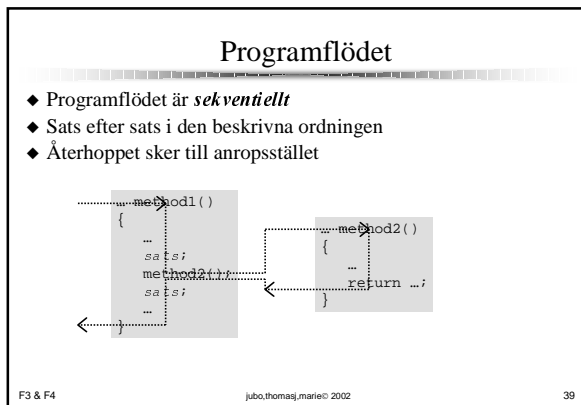 Programflödet
◆ Programflödet är sekventiellt
◆ Sats efter sats i den beskrivna ordningen
◆ Återhoppet sker till anropsstället
… method1()
{
…
sats;
method2();
sats;
…
}
… method2()
{
…
return …;
}
F3 & F4
jubo,thomasj,marie© 2002
39